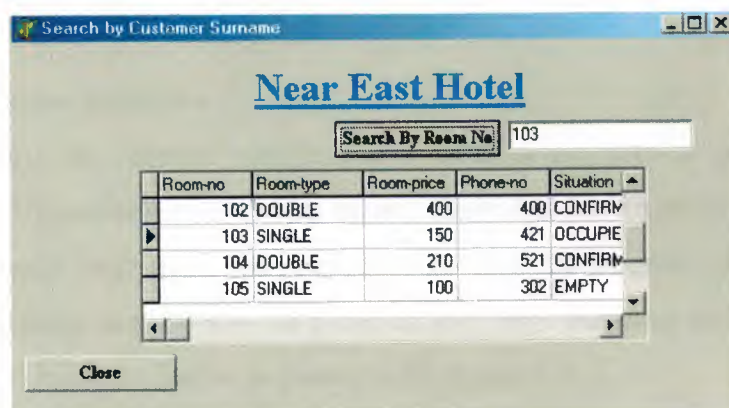 Search by Customer Surname
Near East Hotel
Search By Room No 103
Room-no Room-type Room-price Phone-no Situation
102 DOUBLE 400 400 CONFIRM
103 SINGLE 150 421 OCCUPIE
104 DOUBLE 210 521 CONFIRM
105 SINGLE 100 302 EMPTY
Close